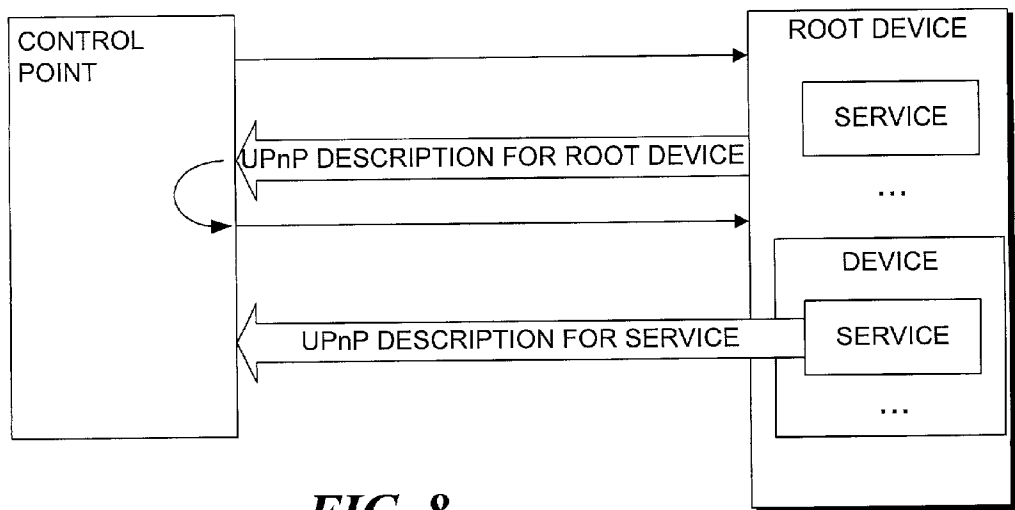 CONTROL
POINT
ROOT DEVICE
SERVICE
UPnP DESCRIPTION FOR ROOT DEVICE
...
DEVICE
UPnP DESCRIPTION FOR SERVICE
SERVICE
...
FIG. 8